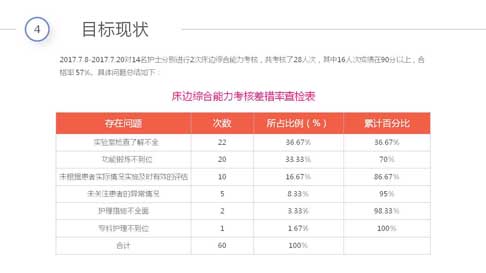 4
目标现状
2017.7.8-2017.7.20对14名护士分别进行2次床边综合能力考核，共考核了28人次，其中16人次成绩在90分以上，合
格率 57%。具体问题总结如下：
床边综合能力考核差错率查检表
存在问题 次数 所占比例（%） 累计百分比
实验室检查了解不全 22 36.67% 36.67%
功能锻炼不到位 20 33.33% 70%
未根据患者实际情况实施及时有效的评估 10 16.67% 86.67%
未关注患者的异常情况 5 8.33% 95%
护理措施不全面 2 3.33% 98.33%
专科护理不到位 1 1.67% 100%
合计 60 100%